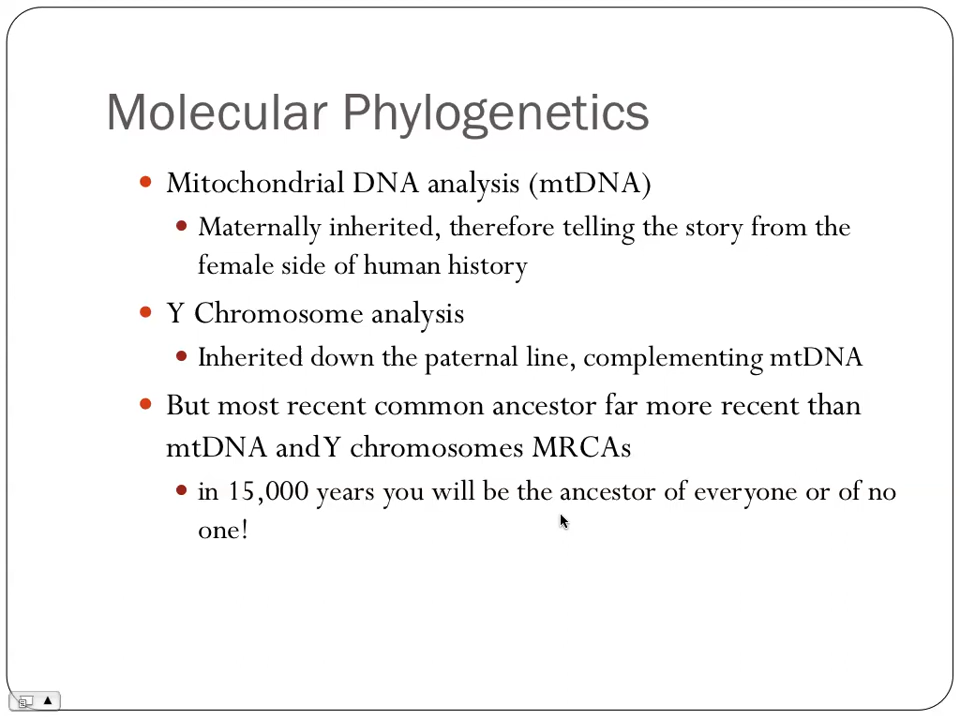 Molecular Phylogenetics
Mitochondrial DNA analysis (mtDNA)
Maternally inherited, therefore telling the story from the
female side of human history
Y Chromosome analysis
Inherited down the paternal line, complementing mtDNA
But most recent common ancestor far more recent than
mtDNA and Y chromosomes MRCAs
in 15,000 years you will be the ancestor of everyone or of no
one!